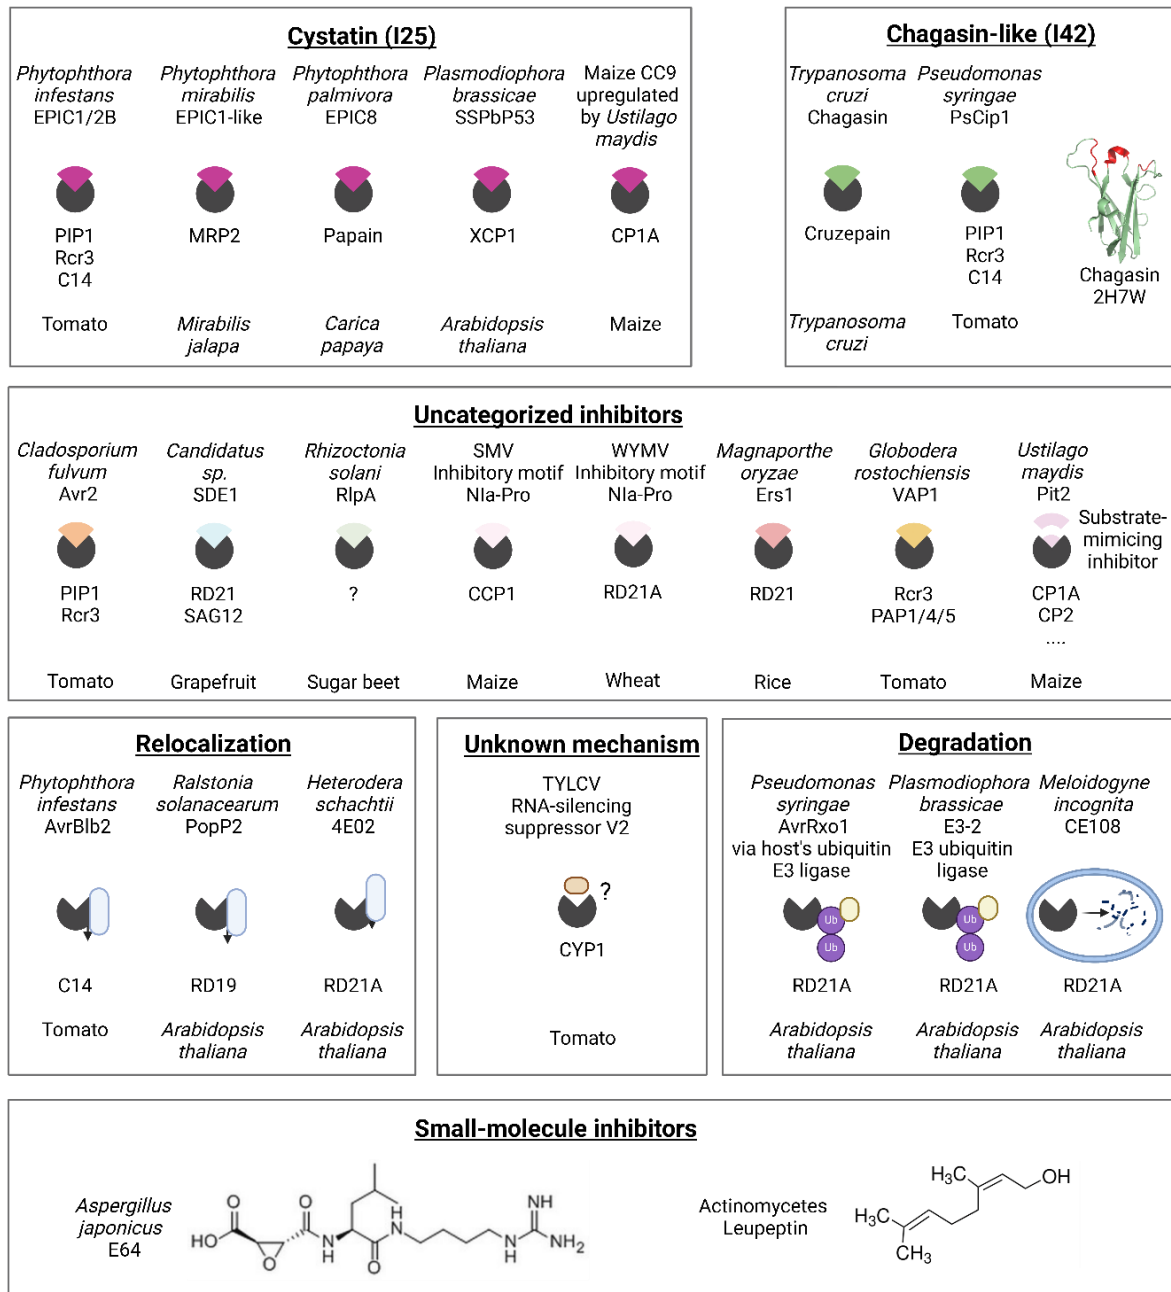 Cystatin (I25)
Phytophthora
infestans
EPIC1/2B
PIP1
Rcr3
C14
Tomato
Phytophthora
mirabilis
EPIC1-like
MRP2
Mirabilis
jalapa
Phytophthora
palmivora
EPIC8
Papain
Carica
papaya
Plasmodiophora
brassicae
SSPbP53
XCP1
Arabidopsis
thaliana
Maize CC9
upregulated
by Ustilago
maydis
CP1A
Maize
Chagasin-like (I42)
Trypanosoma
cruzi
Chagasin
Cruzepain
Trypanosoma
cruzi
Pseudomonas
syringae
PsCip1
PIP1
Rcr3
C14
Tomato
Chagasin
2H7W
Uncategorized inhibitors
Cladosporium
fulvum
Avr2
PIP1
Rcr3
Tomato
Candidatus
sp.
SDE1
RD21
SAG12
Grapefruit
Rhizoctonia
solani
RlpA
?
Sugar beet
SMV
Inhibitory motif
NIa-Pro
CCP1
Maize
WYMV
Inhibitory motif
NIa-Pro
RD21A
Wheat
Magnaporthe
oryzae
Ers1
RD21
Rice
Globodera
rostochiensis
VAP1
Rcr3
PAP1/4/5
Tomato
Ustilago
maydis
Pit2
Substrate-
mimicing
inhibitor
CP1A
CP2
....
Maize
Relocalization
Phytophthora
infestans
AvrBlb2
C14
Tomato
Ralstonia
solanacearum
PopP2
RD19
Arabidopsis
thaliana
Heterodera
schachtii
4E02
RD21A
Arabidopsis
thaliana
Unknown mechanism
TYLCV
RNA-silencing
suppressor V2
?
CYP1
Tomato
Degradation
Pseudomonas
syringae
AvrRxo1
via host's ubiquitin
E3 ligase
Ub
Ub
RD21A
Arabidopsis
thaliana
Plasmodiophora
brassicae
E3-2
E3 ubiquitin
ligase
Ub
Ub
RD21A
Arabidopsis
thaliana
Meloidogyne
incognita
CE108
RD21A
Arabidopsis
thaliana
Small-molecule inhibitors
Aspergillus
japonicus
E64
HO
O
O
O
N
H
O
H
N
N
H
NH
NH2
Actinomycetes
Leupeptin
H3C
OH
H3C
CH3